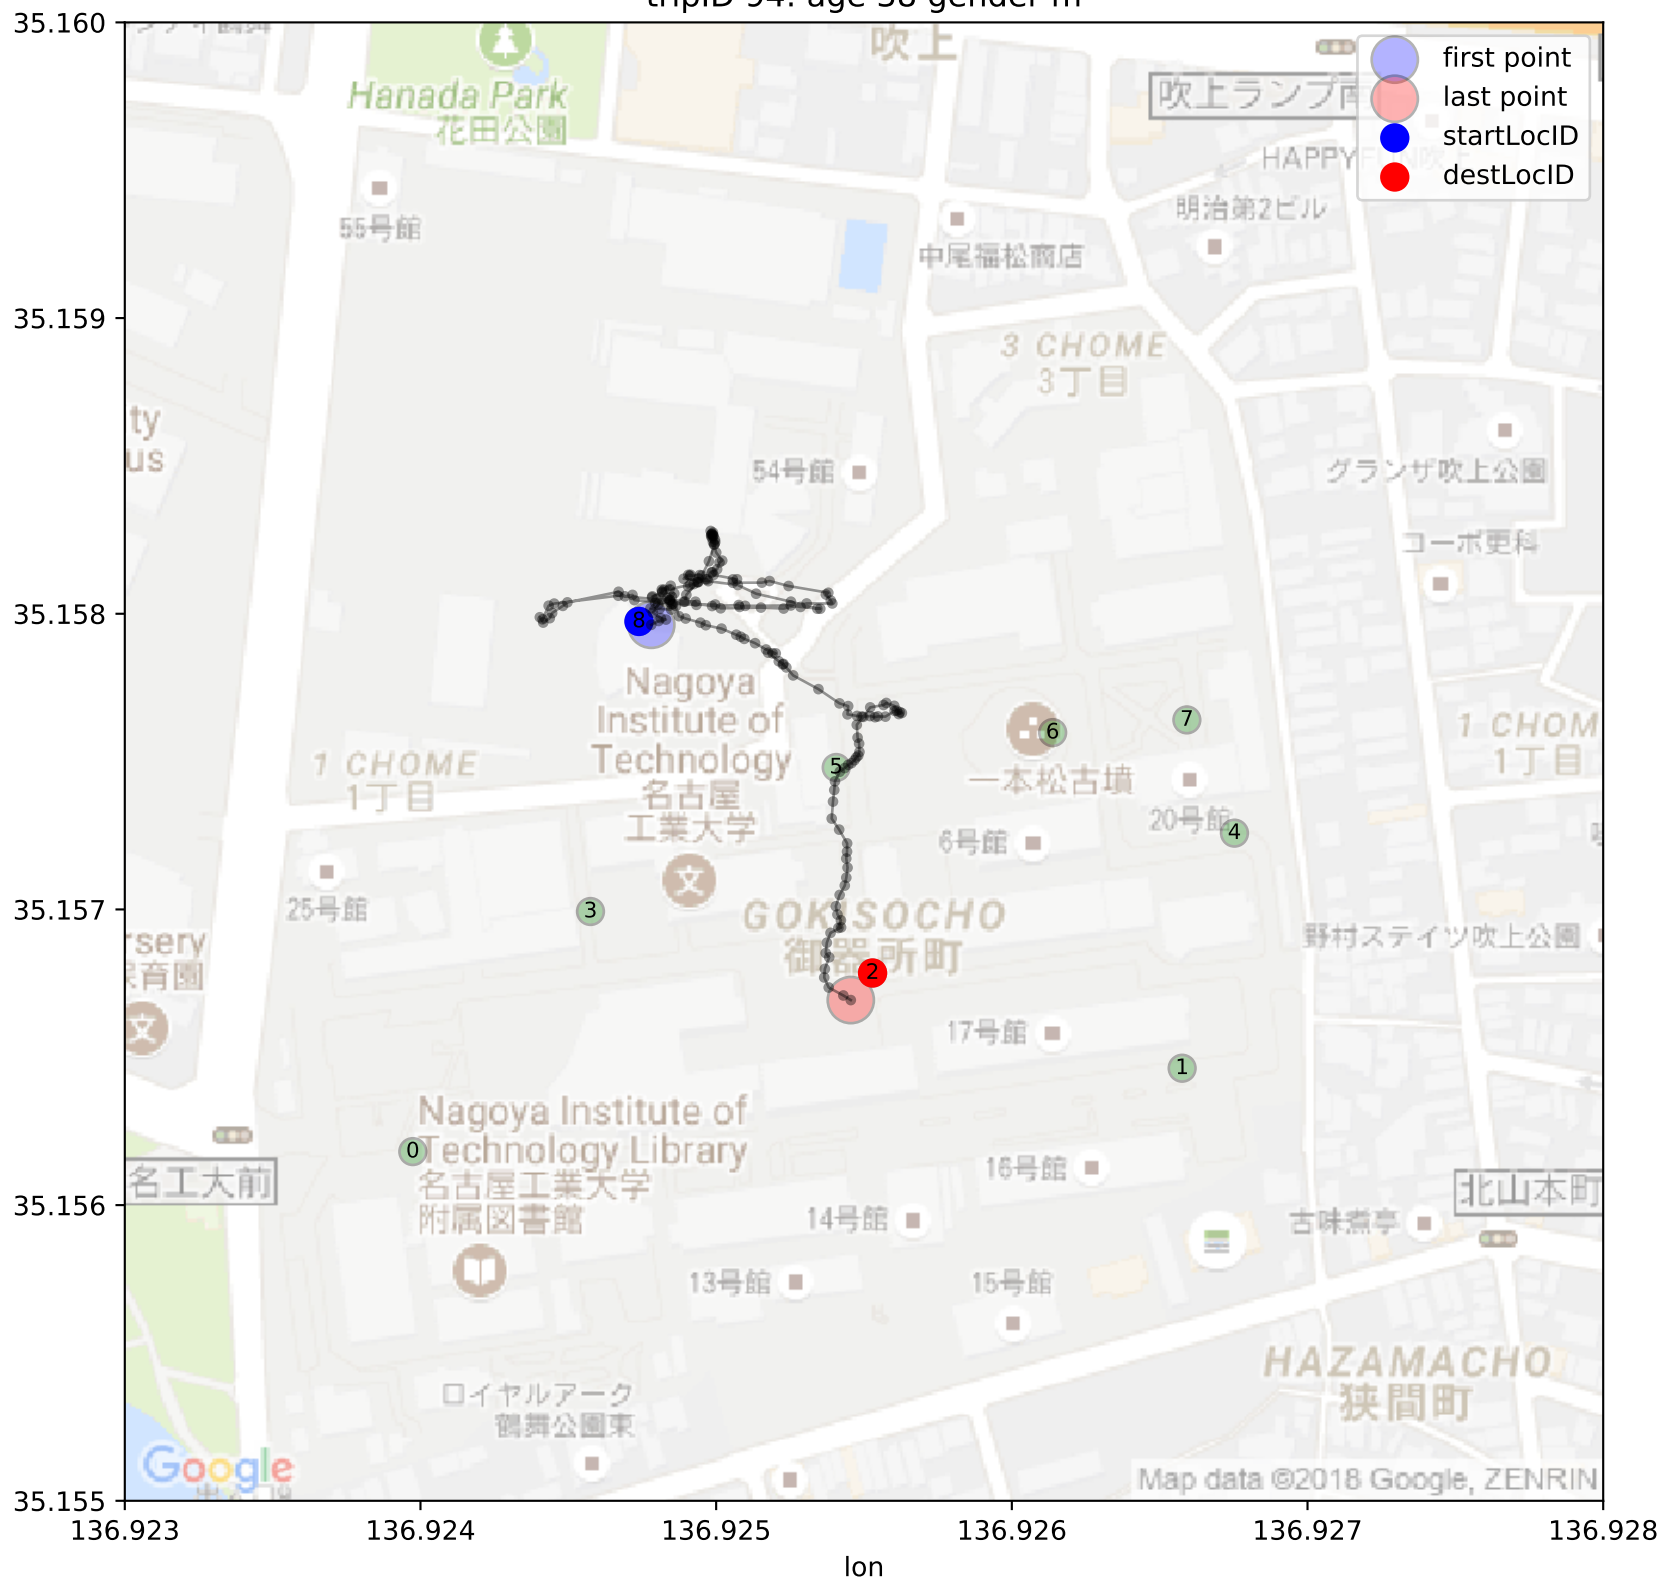 35.160
35.159
35.158
35.157
35.156
35.155
136.923
136.924
136.925
136.926
136.927
136.928
lon
first point
last point
startLocID
destLocID
吹上
Hanada Park
花田公園
吹上ランプ南
明治第2ビル
55号館
中尾福松商店
3 CHOME
3丁目
ty
us
54号館
グランザ吹上公園
コーポ更科
8
Nagoya
Institute of
Technology
名古屋
工業大学
1 CHOME
1丁目
5
6
7
一本松古墳
20号館
4
6号館
1 CHOM
1丁目
25号館
3
GOKISOCHO
御器所町
野村ステイツ吹上公園
rsery
保育園
2
17号館
1
0
Nagoya Institute of
Technology Library
名古屋工業大学
附属図書館
名工大前
16号館
14号館
北山本町
古味煮亭
13号館
15号館
HAZAMACHO
狭間町
ロイヤルアーク
鶴舞公園東
Google
Map data ©2018 Google, ZENRIN